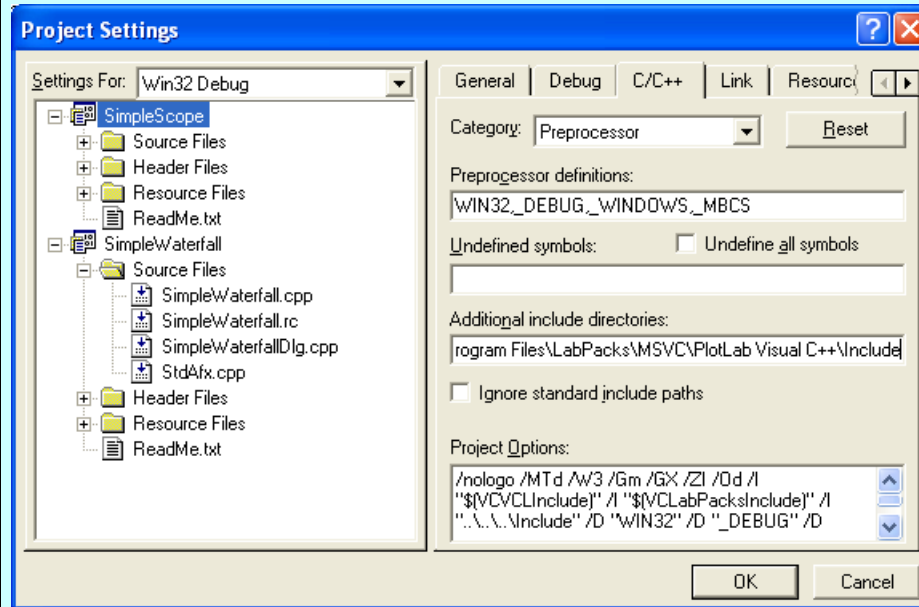 Project Settings
Settings For: Win32 Debug
SimpleScope
Source Files
Header Files
Resource Files
ReadMe.txt
SimpleWaterfall
Source Files
SimpleWaterfall.cpp
SimpleWaterfall.rc
SimpleWaterfallDlg.cpp
StdAfx.cpp
Header Files
Resource Files
ReadMe.txt
General Debug C/C++ Link Resourc
Category: Preprocessor Reset
Preprocessor definitions:
WIN32,_DEBUG,_WINDOWS,_MBCS
Undefined symbols: Undefine all symbols
Additional include directories:
rogram Files\LabPacks\MSVC\PlotLab Visual C++\Include
Ignore standard include paths
Project Options:
/nologo /MTd /W3 /Gm /GX /ZI /Od /I
"$(VCVCLInclude)" /I "$(VCLabPacksInclude)" /I
"..\..\..\Include" /D "WIN32" /D "_DEBUG" /D
OK Cancel